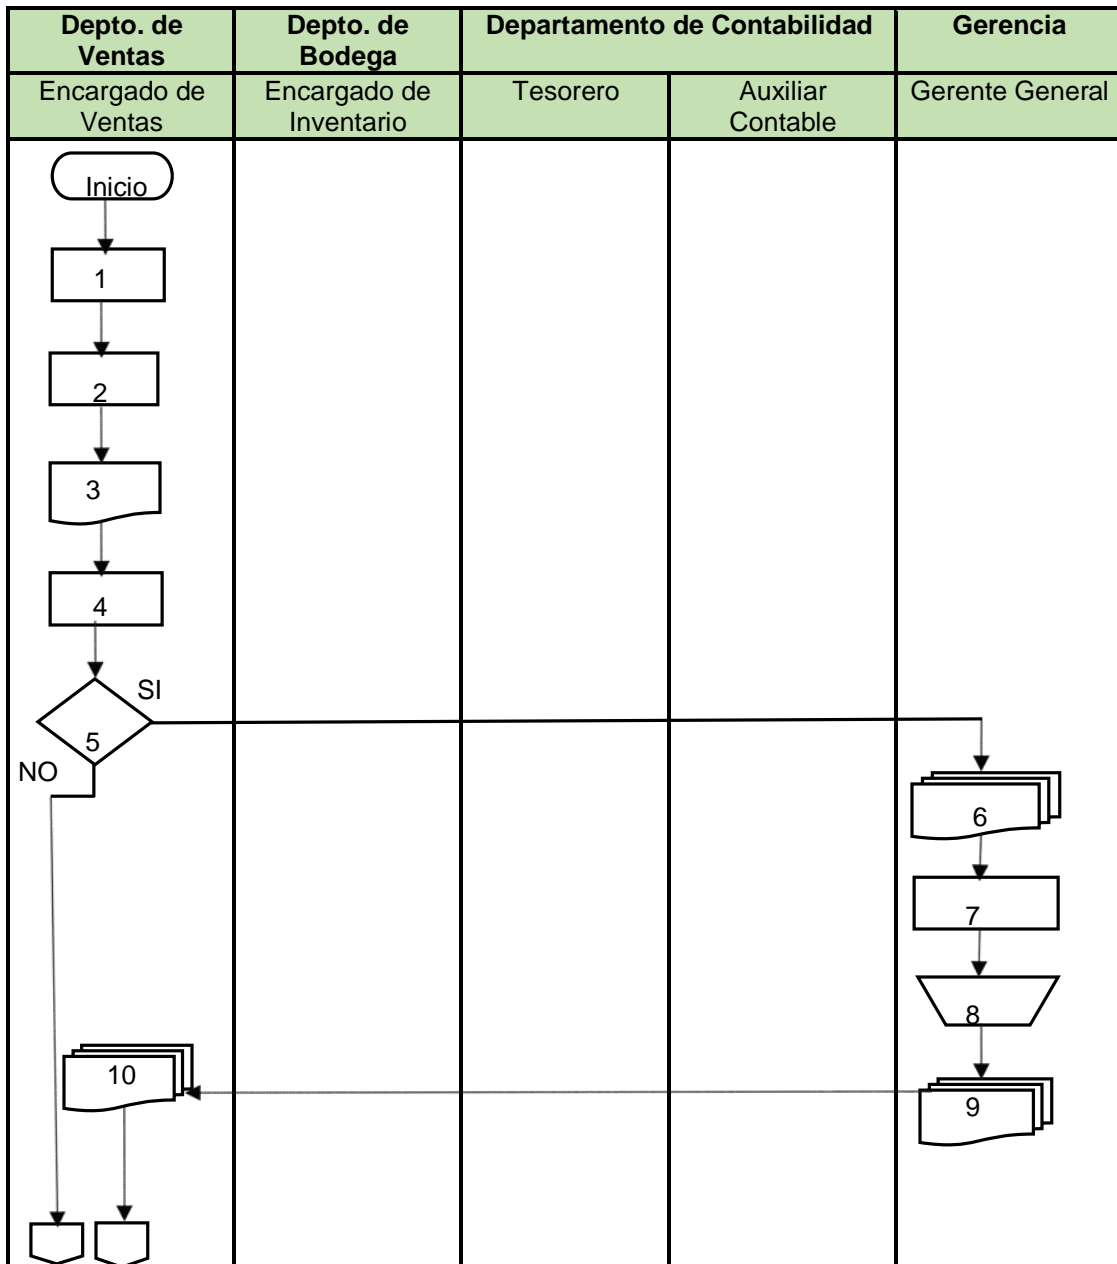 Depto. de
Ventas
Depto. de
Bodega
Departamento de Contabilidad
Gerencia
Encargado de
Ventas
Encargado de
Inventario
Tesorero
Auxiliar
Contable
Gerente General
Inicio
1
2
3
4
SI
5
NO
6
7
8
10
9